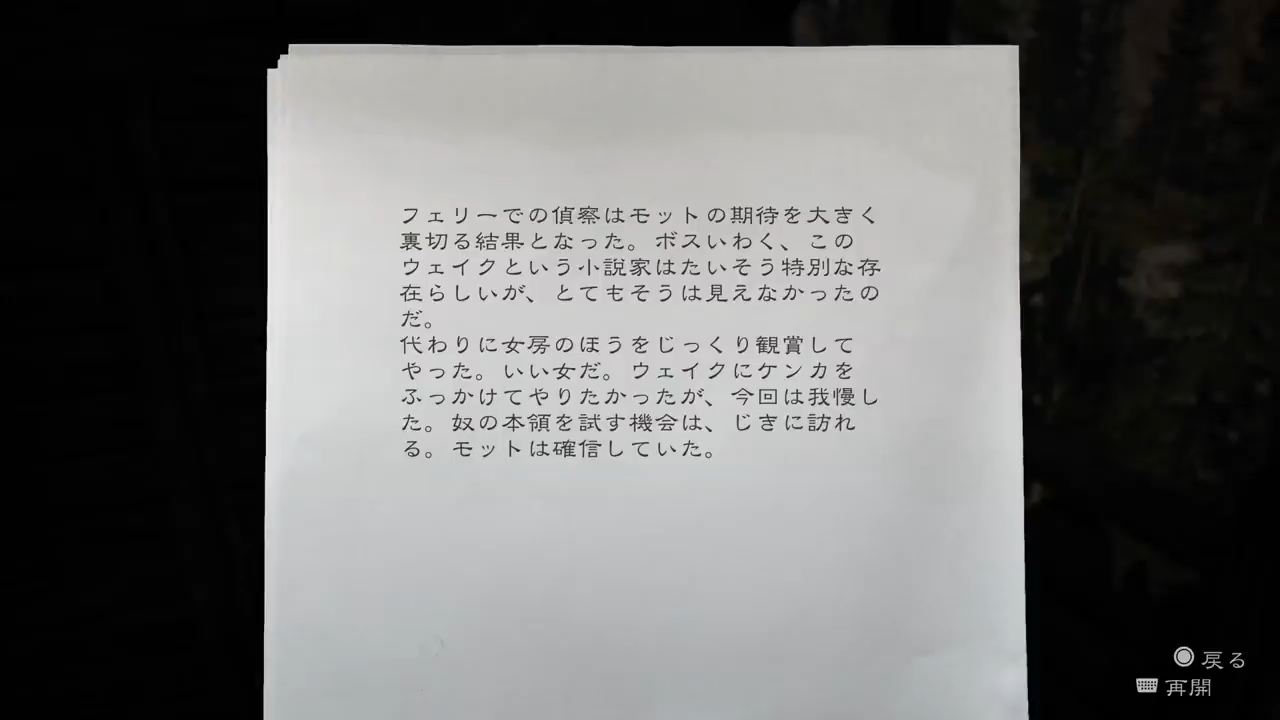 フェリーでの偵察はモットの期待を大きく
裏切る結果となった。ボスいわく、この
ウェイクという小説家はたいそう特別な存
在らしいが、とてもそうは見えなかったの
だ。
代わりに女房のほうをじっくり観賞して
やった。いい女だ。ウェイクにケンカを
ふっかけてやりたかったが、今回は我慢し
た。奴の本領を試す機会は、じきに訪れ
る。モットは確信していた。
戻る
再開